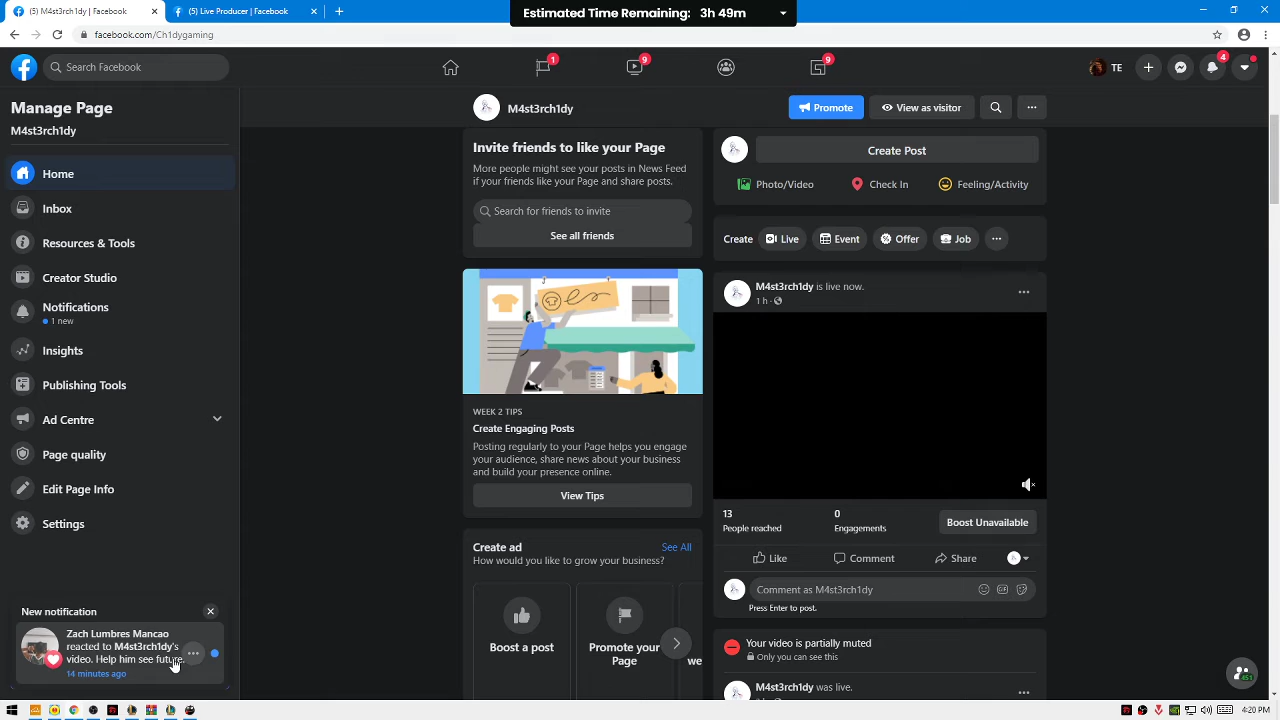 (5) M4st3rch1dy | Facebook
(5) Live Producer | Facebook
Estimated Time Remaining: 3h 49m
facebook.com/Ch1dygaming
Search Facebook
1
9
9
TE
4
Manage Page
M4st3rch1dy
Home
Inbox
Resources & Tools
Creator Studio
Notifications
1 new
Insights
Publishing Tools
Ad Centre
Page quality
Edit Page Info
Settings
New notification
Zach Lumbres Mancao
reacted to M4st3rch1dy's
video. Help him see future.
14 minutes ago
M4st3rch1dy
Promote
View as visitor
Invite friends to like your Page
More people might see your posts in News Feed
if your friends like your Page and share posts.
Search for friends to invite
See all friends
WEEK 2 TIPS
Create Engaging Posts
Posting regularly to your Page helps you engage
your audience, share news about your business
and build your presence online.
View Tips
Create ad
See All
How would you like to grow your business?
Boost a post
Promote your
Page
we
Create Post
Photo/Video
Check In
Feeling/Activity
Create
Live
Event
Offer
Job
M4st3rch1dy is live now.
1 h ·
13
People reached
0
Engagements
Boost Unavailable
Like
Comment
Share
Comment as M4st3rch1dy
Press Enter to post.
Your video is partially muted
Only you can see this
M4st3rch1dy was live.
4:20 PM